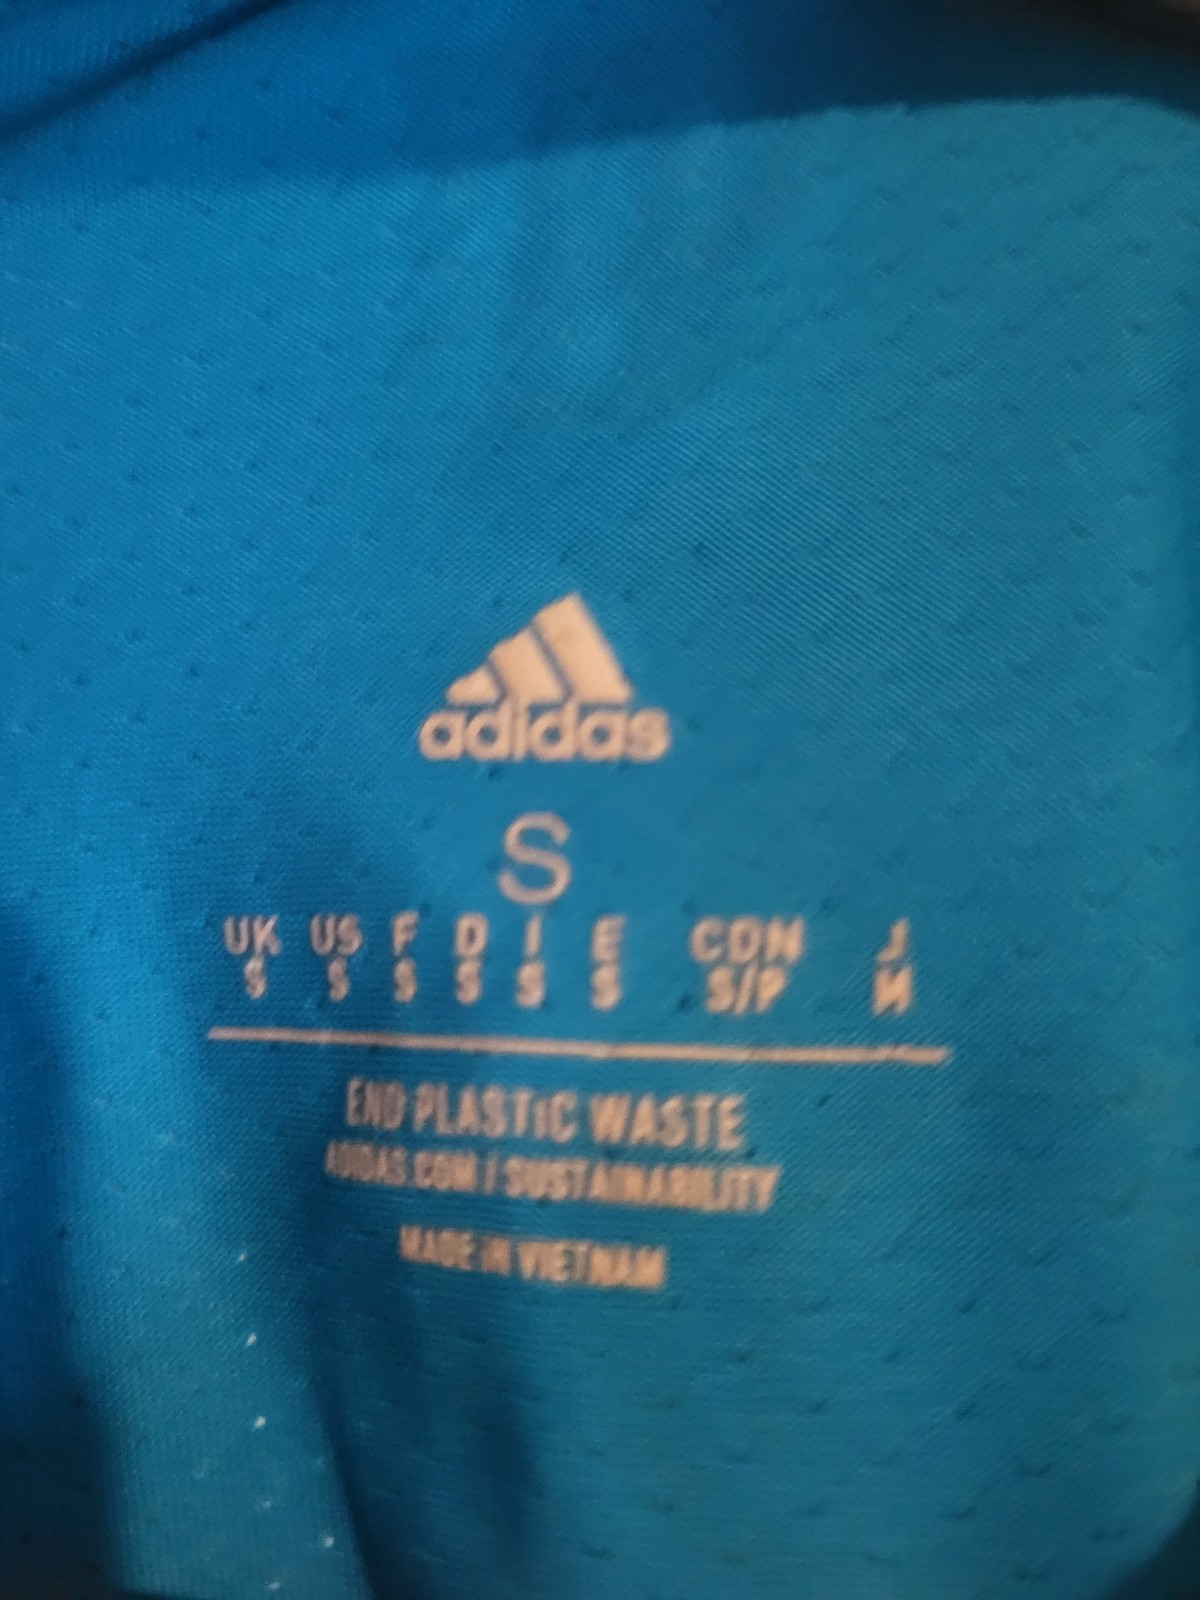 adidas
S
UK US F D I E CDN J
S S S S S S S/P M
END PLASTIC WASTE
ADIDAS.COM / SUSTAINABILITY
MADE IN VIETNAM